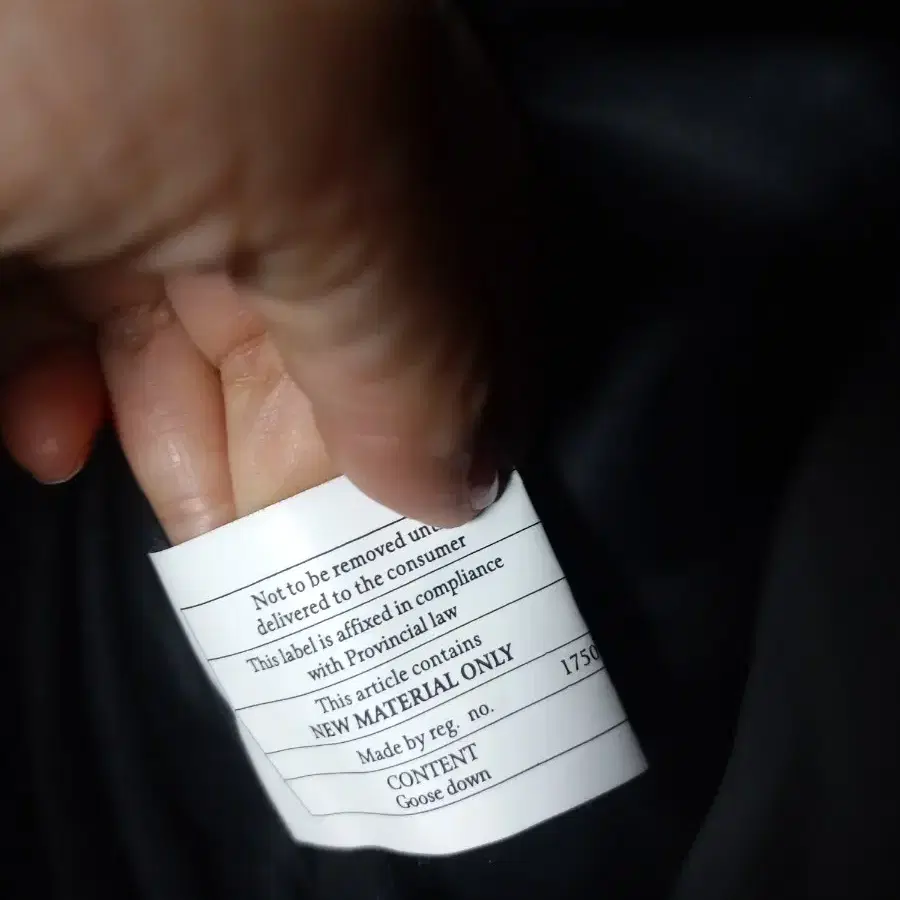 Not to be removed
delivered to the consumer
This label is affixed in compliance
with Provincial law
This article contains
NEW MATERIAL ONLY
Made by reg. no. 1750
CONTENT
Goose down